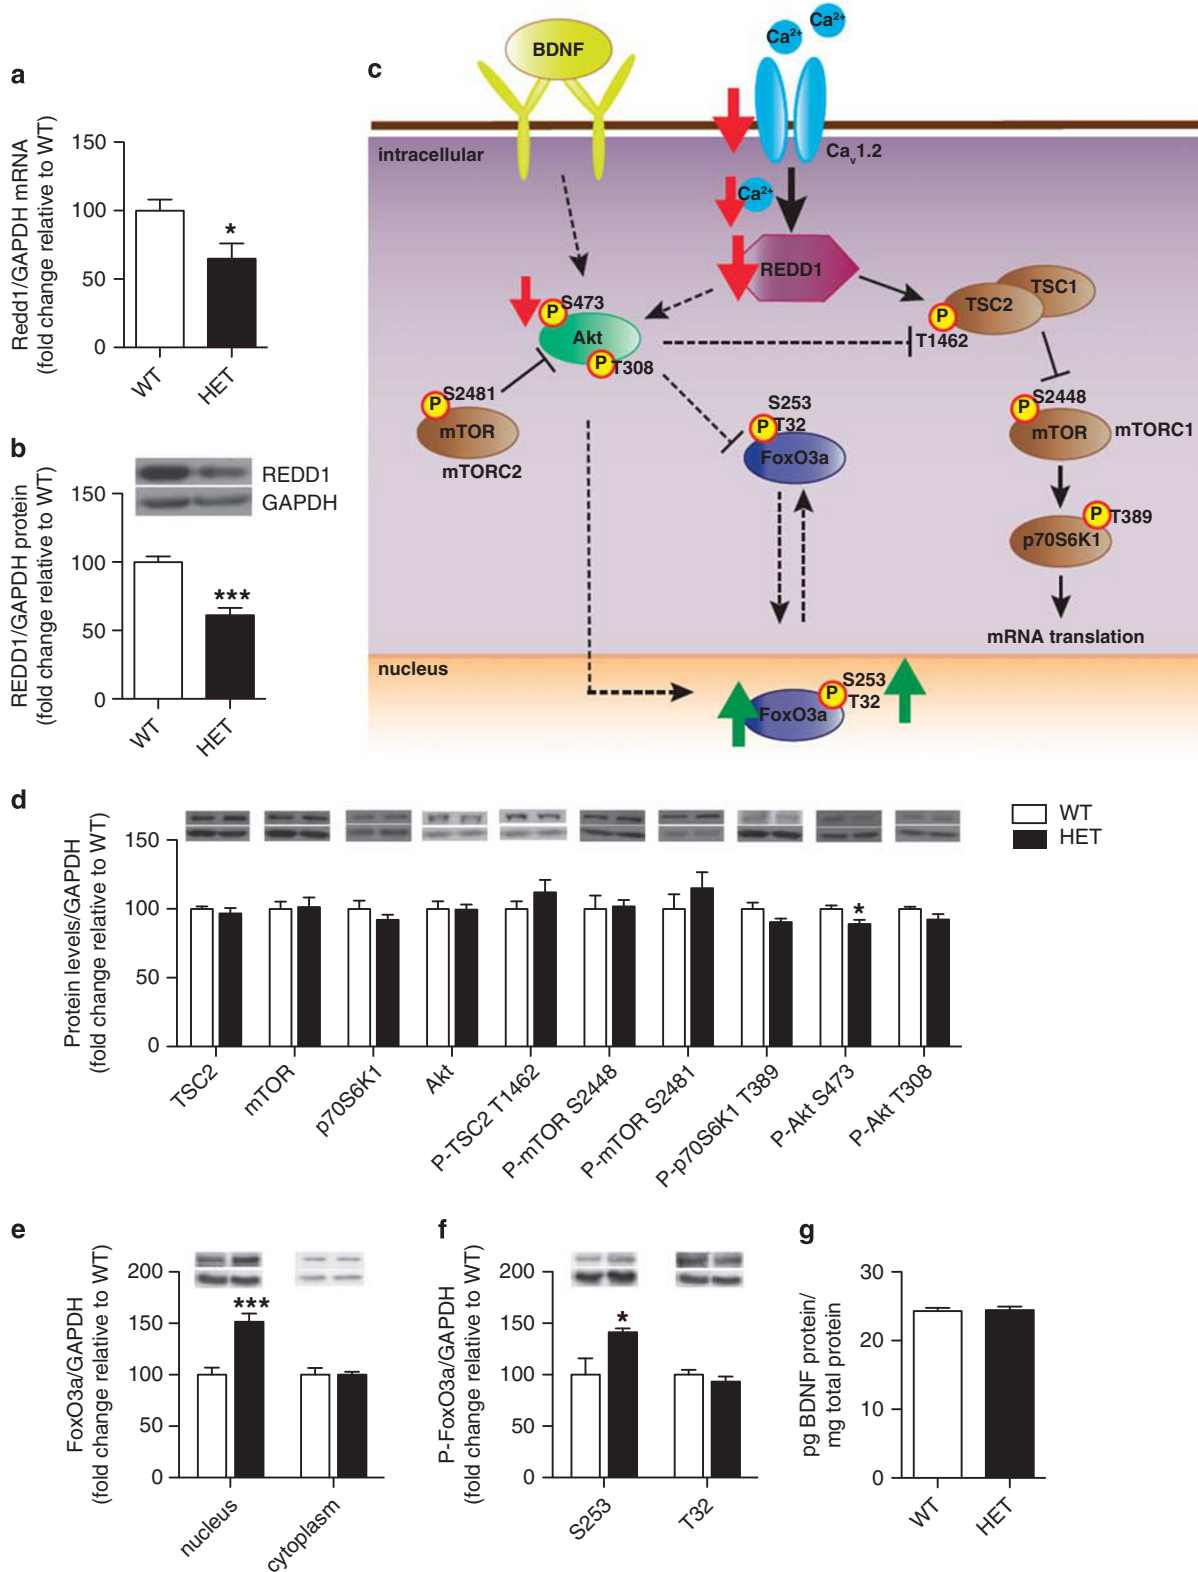 a
Redd1/GAPDH mRNA
(fold change relative to WT)
150
100
50
0
*
WT
HET
b
REDD1/GAPDH protein
(fold change relative to WT)
REDD1
GAPDH
150
100
50
0
***
WT
HET
c
BDNF
Ca2+
Ca2+
intracellular
Cav1.2
Ca2+
REDD1
P
S473
Akt
P
T308
TSC1
TSC2
P
T1462
P
S2481
mTOR
mTORC2
S253
P
T32
FoxO3a
P
S2448
mTOR
mTORC1
P
T389
p70S6K1
mRNA translation
nucleus
FoxO3a
P
S253
T32
d
Protein levels/GAPDH
(fold change relative to WT)
150
100
50
0
*
WT
HET
TSC2
mTOR
p70S6K1
Akt
P-TSC2 T1462
P-mTOR S2448
P-mTOR S2481
P-p70S6K1 T389
P-Akt S473
P-Akt T308
e
FoxO3a/GAPDH
(fold change relative to WT)
200
150
100
50
0
***
nucleus
cytoplasm
f
P-FoxO3a/GAPDH
(fold change relative to WT)
200
150
100
50
0
*
S253
T32
g
pg BDNF protein/
mg total protein
30
20
10
0
WT
HET